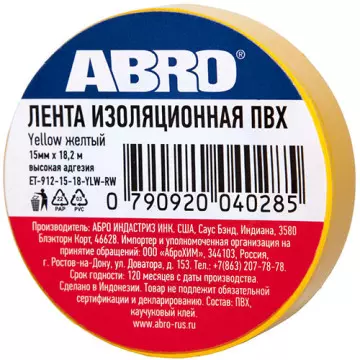 ABRO®
ЛЕНТА ИЗОЛЯЦИОННАЯ ПВХ
Yellow желтый
15мм х 18,2 м
высокая адгезия
ET-912-15-18-YLW-RW
22 03
PAP PVC
0 790920 040285
Производитель: АБРО ИНДАСТРИЗ ИНК. США, Саус Бэнд, Индиана, 3580
Блэкторн Корт, 46628. Импортер и уполномоченная организация на
принятие обращений: ООО «АброХИМ», 344103, Россия,
г. Ростов-на-Дону, ул. Доватора, д. 153. Тел.:+7(863) 207-78-78.
Срок годности: 120 месяцев с даты производства.
Сделано в Индонезии. Товар не подлежит обязательной
сертификации и декларированию. Состав: ПВХ,
каучуковый клей.
www.abro-rus.ru